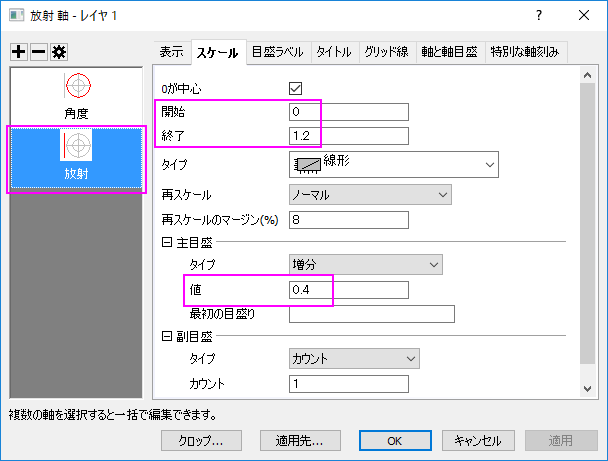 放射 軸 - レイヤ 1
表示 スケール 目盛ラベル タイトル グリッド線 軸と軸目盛 特別な軸刻み
角度
放射
0が中心
開始 0
終了 1.2
タイプ 線形
再スケール ノーマル
再スケールのマージン(%) 8
主目盛
タイプ 増分
値 0.4
最初の目盛り
副目盛
タイプ カウント
カウント 1
複数の軸を選択すると一括で編集できます。
クロップ... 適用先... OK キャンセル 適用